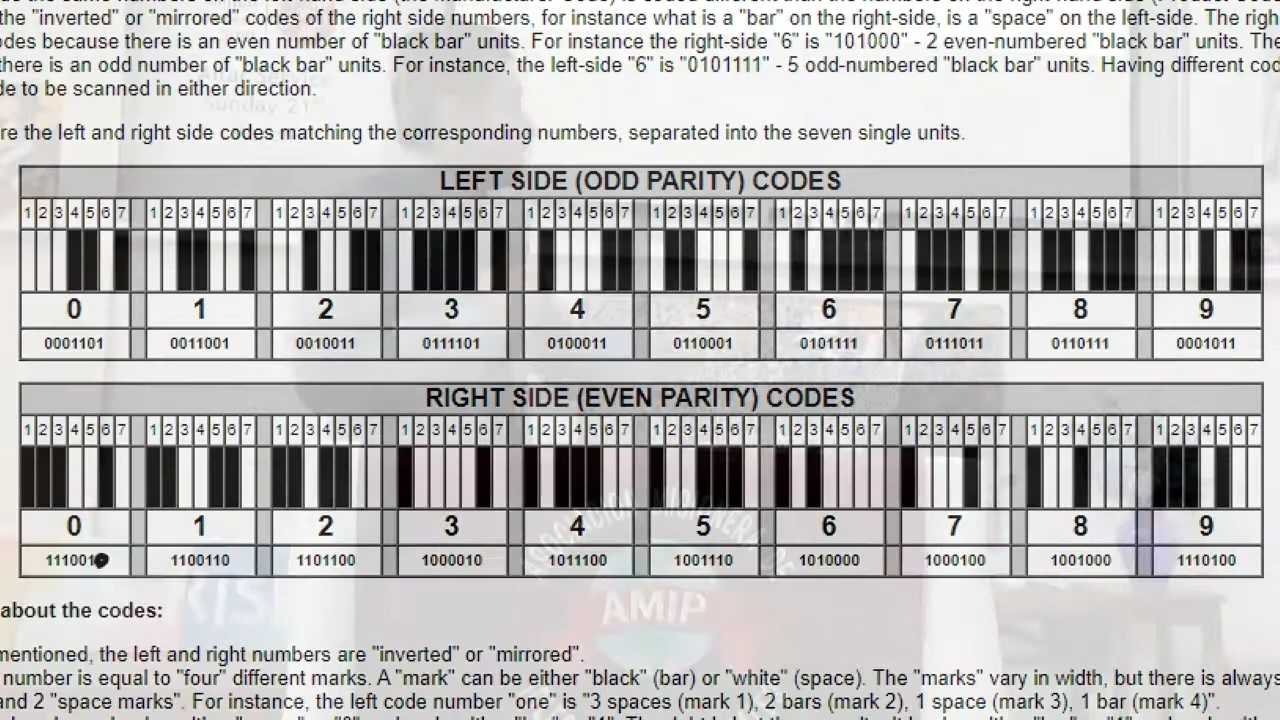 the "inverted" or "mirrored" codes of the right side numbers, for instance what is a "bar" on the right-side, is a "space" on the left-side. The righ
odes because there is an even number of "black bar" units. For instance the right-side "6" is "101000" - 2 even-numbered "black bar" units. The
there is an odd number of "black bar" units. For instance, the left-side "6" is "0101111" - 5 odd-numbered "black bar" units. Having different cod
de to be scanned in either direction.
Sunday 21st
re the left and right side codes matching the corresponding numbers, separated into the seven single units.
LEFT SIDE (ODD PARITY) CODES
1 2 3 4 5 6 7 1 2 3 4 5 6 7 1 2 3 4 5 6 7 1 2 3 4 5 6 7 1 2 3 4 5 6 7 1 2 3 4 5 6 7 1 2 3 4 5 6 7 1 2 3 4 5 6 7 1 2 3 4 5 6 7 1 2 3 4 5 6 7
0 1 2 3 4 5 6 7 8 9
0001101 0011001 0010011 0111101 0100011 0110001 0101111 0111011 0110111 0001011
RIGHT SIDE (EVEN PARITY) CODES
1 2 3 4 5 6 7 1 2 3 4 5 6 7 1 2 3 4 5 6 7 1 2 3 4 5 6 7 1 2 3 4 5 6 7 1 2 3 4 5 6 7 1 2 3 4 5 6 7 1 2 3 4 5 6 7 1 2 3 4 5 6 7 1 2 3 4 5 6 7
0 1 2 3 4 5 6 7 8 9
111001 1100110 1101100 1000010 1011100 1001110 1010000 1000100 1001000 1110100
AMIP
about the codes:
mentioned, the left and right numbers are "inverted" or "mirrored".
number is equal to "four" different marks. A "mark" can be either "black" (bar) or "white" (space). The "marks" vary in width, but there is always
and 2 "space marks". For instance, the left code number "one" is "3 spaces (mark 1), 2 bars (mark 2), 1 space (mark 3), 1 bar (mark 4)".